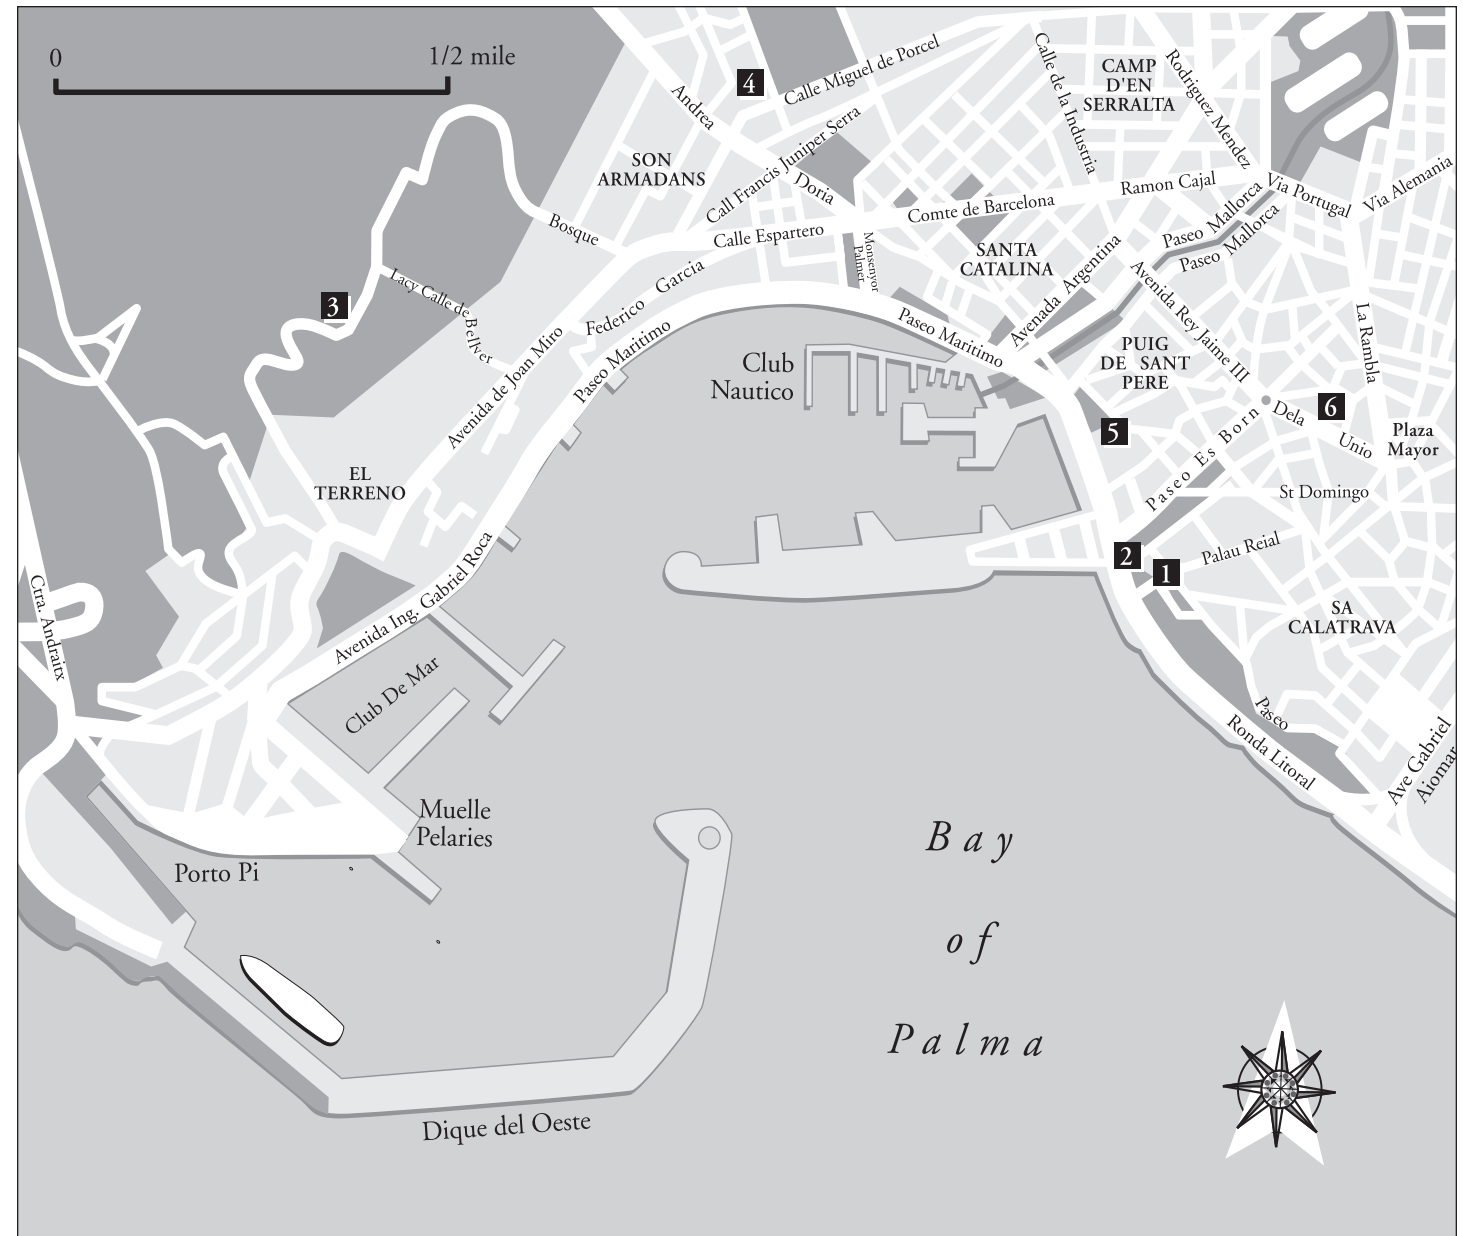 0
1/2 mile
4
Calle Miguel de Porcel
Calle de la Industria
CAMP
D'EN
SERRALTA
Rodriguez Mendez
Andrea
Doria
Call Francis Juniper Serra
SON
ARMADANS
Ramon Cajal
Via Portugal
Via Alemania
Comte de Barcelona
Paseo Mallorca
Paseo Mallorca
Bosque
Calle Espartero
Monsenyor
Palmer
SANTA
CATALINA
Avenada Argentina
Avenida Rey Jaime III
3
Lacy Calle de Bellver
Federico Garcia
Paseo Maritimo
Paseo Maritimo
La Rambla
PUIG
DE SANT
PERE
Club
Nautico
Avenida de Joan Miro
6
5
Dela Unio
Plaza
Mayor
Paseo Es Born
EL
TERRENO
St Domingo
2
1
Palau Reial
Avenida Ing. Gabriel Roca
Ctra. Andraitx
SA
CALATRAVA
Club De Mar
Paseo
Ronda Litoral
Ave Gabriel
Aiomar
Muelle
Pelaries
Porto Pi
Bay
of
Palma
Dique del Oeste